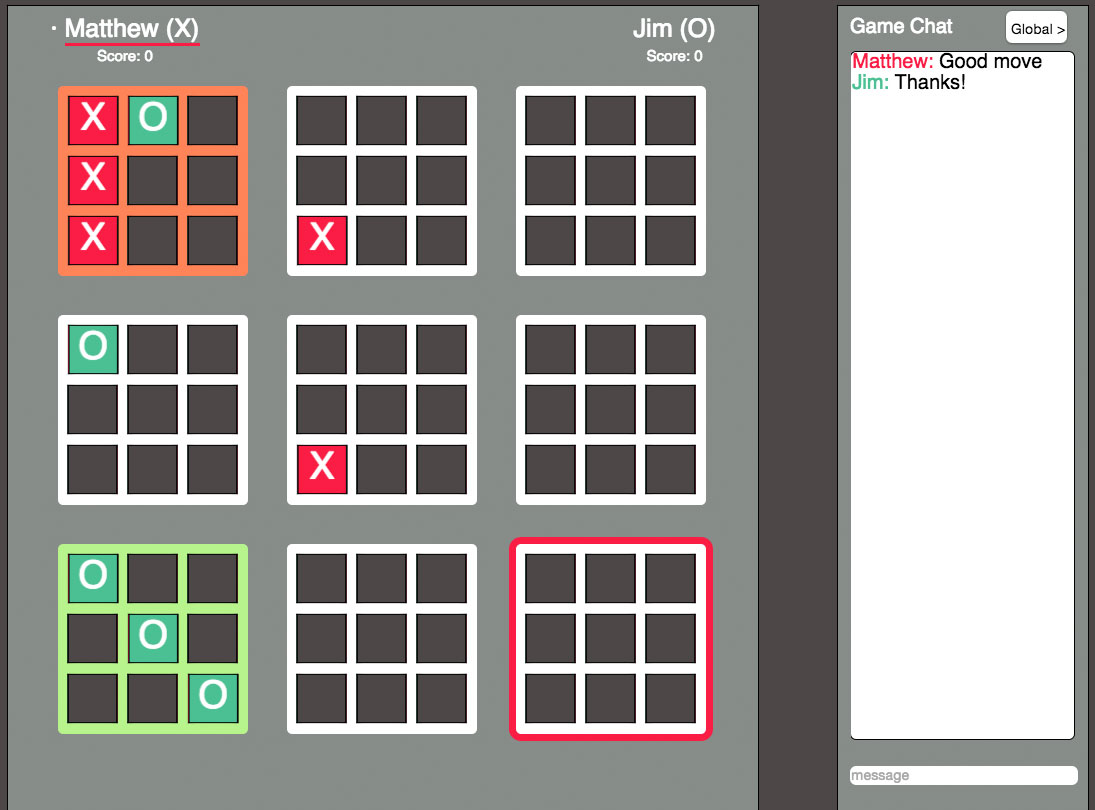 · Matthew (X) Jim (O)
Score: 0 Score: 0
Game Chat Global >
Matthew: Good move
Jim: Thanks!
X O
X
X X
O
X
O
O
O
message